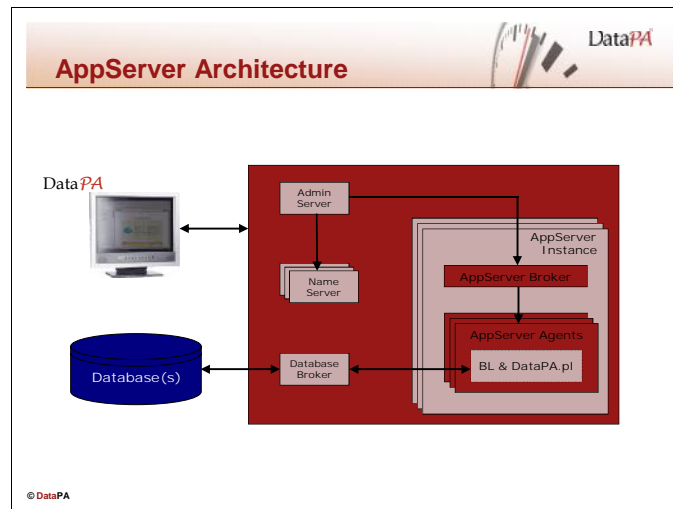 DataPA
AppServer Architecture
DataPA
Admin
Server
AppServer
Instance
AppServer Broker
Name
Server
AppServer Agents
Database
Broker
BL & DataPA.pl
Database(s)
© DataPA